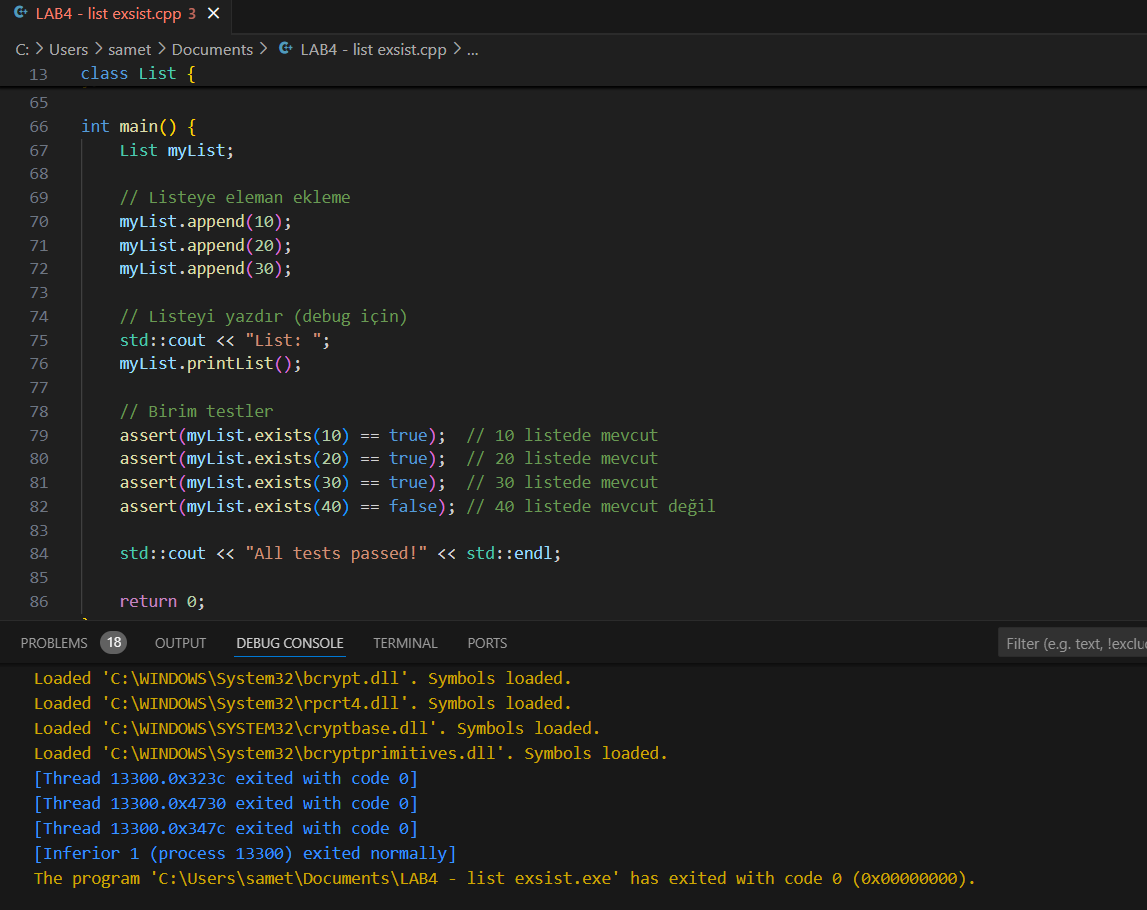 LAB4 - list exsist.cpp 3
C: > Users > samet > Documents > LAB4 - list exsist.cpp > ...
13 class List {
65
66 int main() {
67     List myList;
68
69     // Listeye eleman ekleme
70     myList.append(10);
71     myList.append(20);
72     myList.append(30);
73
74     // Listeyi yazdır (debug için)
75     std::cout << "List: ";
76     myList.printList();
77
78     // Birim testler
79     assert(myList.exists(10) == true);  // 10 listede mevcut
80     assert(myList.exists(20) == true);  // 20 listede mevcut
81     assert(myList.exists(30) == true);  // 30 listede mevcut
82     assert(myList.exists(40) == false); // 40 listede mevcut değil
83
84     std::cout << "All tests passed!" << std::endl;
85
86     return 0;
PROBLEMS 18 OUTPUT DEBUG CONSOLE TERMINAL PORTS Filter (e.g. text, !exclu
Loaded 'C:\WINDOWS\System32\bcrypt.dll'. Symbols loaded.
Loaded 'C:\WINDOWS\System32\rpcrt4.dll'. Symbols loaded.
Loaded 'C:\WINDOWS\SYSTEM32\cryptbase.dll'. Symbols loaded.
Loaded 'C:\WINDOWS\System32\bcryptprimitives.dll'. Symbols loaded.
[Thread 13300.0x323c exited with code 0]
[Thread 13300.0x4730 exited with code 0]
[Thread 13300.0x347c exited with code 0]
[Inferior 1 (process 13300) exited normally]
The program 'C:\Users\samet\Documents\LAB4 - list exsist.exe' has exited with code 0 (0x00000000).